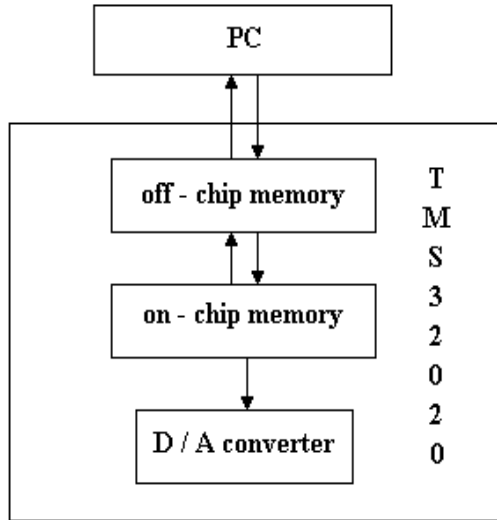 PC
off - chip memory
on - chip memory
D / A converter
T
M
S
3
2
0
2
0